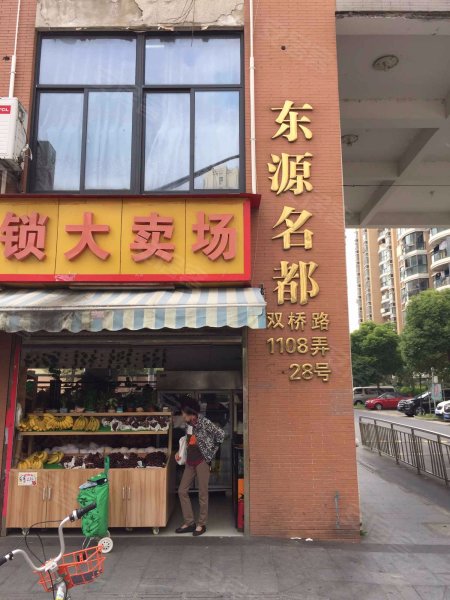 锁大卖场
东源名都
双桥路
1108弄
28号
TCL